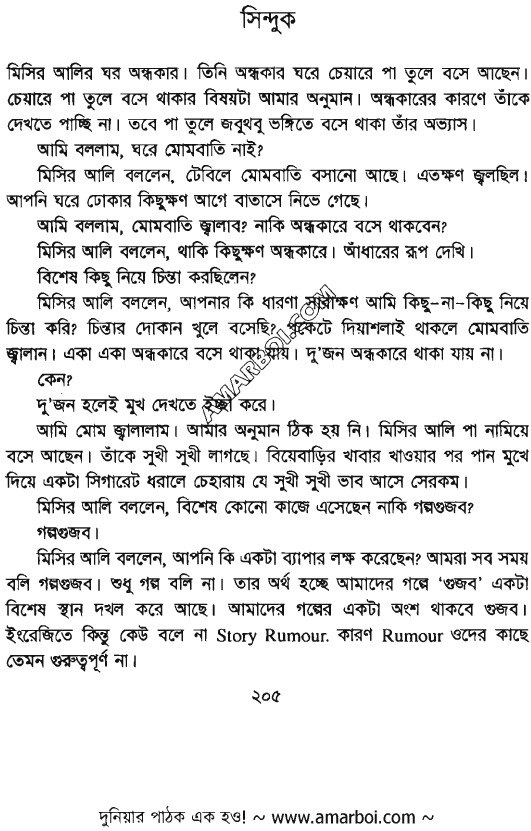 সিন্দুক
মিসির আলির ঘর অন্ধকার। তিনি অন্ধকার ঘরে চেয়ারে পা তুলে বসে আছেন।
চেয়ারে পা তুলে বসে থাকার বিষয়টা আমার অনুমান। অন্ধকারের কারণে তাঁকে
দেখতে পাচ্ছি না। তবে পা তুলে জবুথবু ভঙ্গিতে বসে থাকা তাঁর অভ্যাস।
আমি বললাম, ঘরে মোমবাতি নাই?
মিসির আলি বললেন, টেবিলে মোমবাতি বসানো আছে। এতক্ষণ জ্বলছিল।
আপনি ঘরে ঢোকার কিছুক্ষণ আগে বাতাসে নিভে গেছে।
আমি বললাম, মোমবাতি জ্বালাব? নাকি অন্ধকারে বসে থাকবেন?
মিসির আলি বললেন, থাকি কিছুক্ষণ অন্ধকারে। আঁধারের রূপ দেখি।
বিশেষ কিছু নিয়ে চিন্তা করছিলেন?
মিসির আলি বললেন, আপনার কি ধারণা সারাক্ষণ আমি কিছু-না-কিছু নিয়ে
চিন্তা করি? চিন্তার দোকান খুলে বসেছি? পকেটে দিয়াশলাই থাকলে মোমবাতি
জ্বালান। একা একা অন্ধকারে বসে থাকা যায়। দু'জন অন্ধকারে থাকা যায় না।
কেন?
দু'জন হলেই মুখ দেখতে ইচ্ছা করে।
আমি মোম জ্বালালাম। আমার অনুমান ঠিক হয় নি। মিসির আলি পা নামিয়ে
বসে আছেন। তাঁকে সুখী সুখী লাগছে। বিয়েবাড়ির খাবার খাওয়ার পর পান মুখে
দিয়ে একটা সিগারেট ধরালে চেহারায় যে সুখী সুখী ভাব আসে সেরকম।
মিসির আলি বললেন, বিশেষ কোনো কাজে এসেছেন নাকি গল্পগুজব?
গল্পগুজব।
মিসির আলি বললেন, আপনি কি একটা ব্যাপার লক্ষ করেছেন? আমরা সব সময়
বলি গল্পগুজব। শুধু গল্প বলি না। তার অর্থ হচ্ছে আমাদের গল্পে 'গুজব' একটা
বিশেষ স্থান দখল করে আছে। আমাদের গল্পের একটা অংশ থাকবে গুজব।
ইংরেজিতে কিন্তু কেউ বলে না Story Rumour. কারণ Rumour ওদের কাছে
তেমন গুরুত্বপূর্ণ না।
AMARBOI.COM
২০৫
দুনিয়ার পাঠক এক হও! ~ www.amarboi.com ~